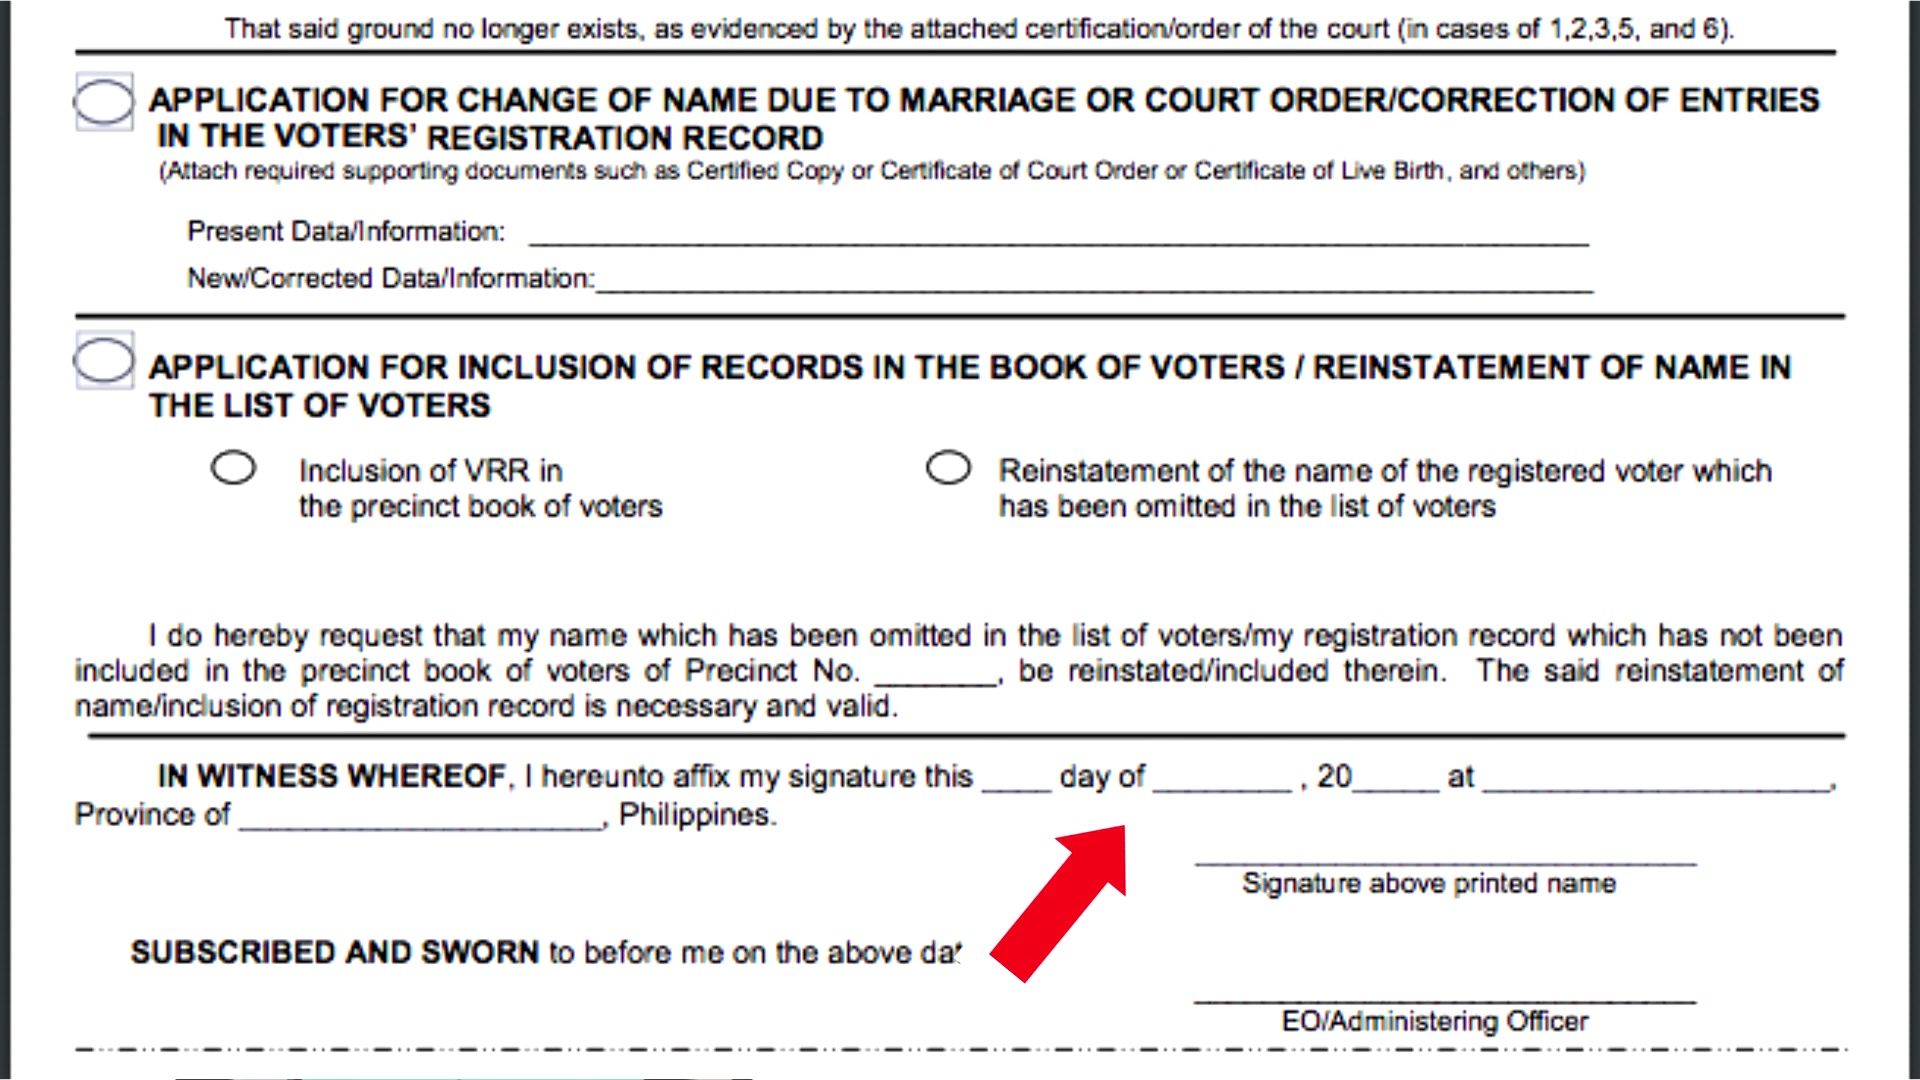 That said ground no longer exists, as evidenced by the attached certification/order of the court (in cases of 1,2,3,5, and 6).
APPLICATION FOR CHANGE OF NAME DUE TO MARRIAGE OR COURT ORDER/CORRECTION OF ENTRIES
IN THE VOTERS' REGISTRATION RECORD
(Attach required supporting documents such as Certified Copy or Certificate of Court Order or Certificate of Live Birth, and others)
Present Data/Information: ____________________
New/Corrected Data/Information:____________________
APPLICATION FOR INCLUSION OF RECORDS IN THE BOOK OF VOTERS / REINSTATEMENT OF NAME IN
THE LIST OF VOTERS
Inclusion of VRR in
the precinct book of voters
Reinstatement of the name of the registered voter which
has been omitted in the list of voters
I do hereby request that my name which has been omitted in the list of voters/my registration record which has not been
included in the precinct book of voters of Precinct No. _______, be reinstated/included therein. The said reinstatement of
name/inclusion of registration record is necessary and valid.
IN WITNESS WHEREOF, I hereunto affix my signature this ____ day of ________ , 20_____ at ____________________,
Province of _____________________, Philippines.
Signature above printed name
SUBSCRIBED AND SWORN to before me on the above dat
EO/Administering Officer